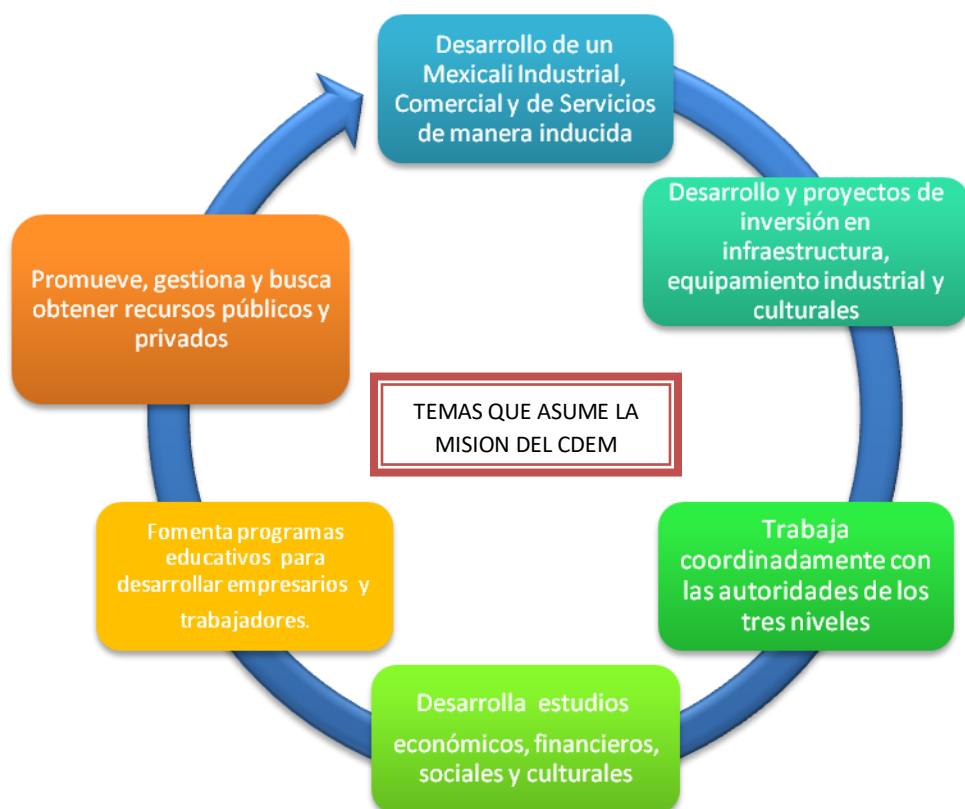 Desarrollo de un
Mexicali Industrial,
Comercial y de Servicios
de manera inducida
Desarrollo y proyectos de
inversión en
infraestructura,
equipamiento industrial y
culturales
Trabaja
coordinadamente con
las autoridades de los
tres niveles
Desarrolla estudios
económicos, financieros,
sociales y culturales
Fomenta programas
educativos para
desarrollar empresarios y
trabajadores.
Promueve, gestiona y busca
obtener recursos públicos y
privados
TEMAS QUE ASUME LA
MISION DEL CDEM